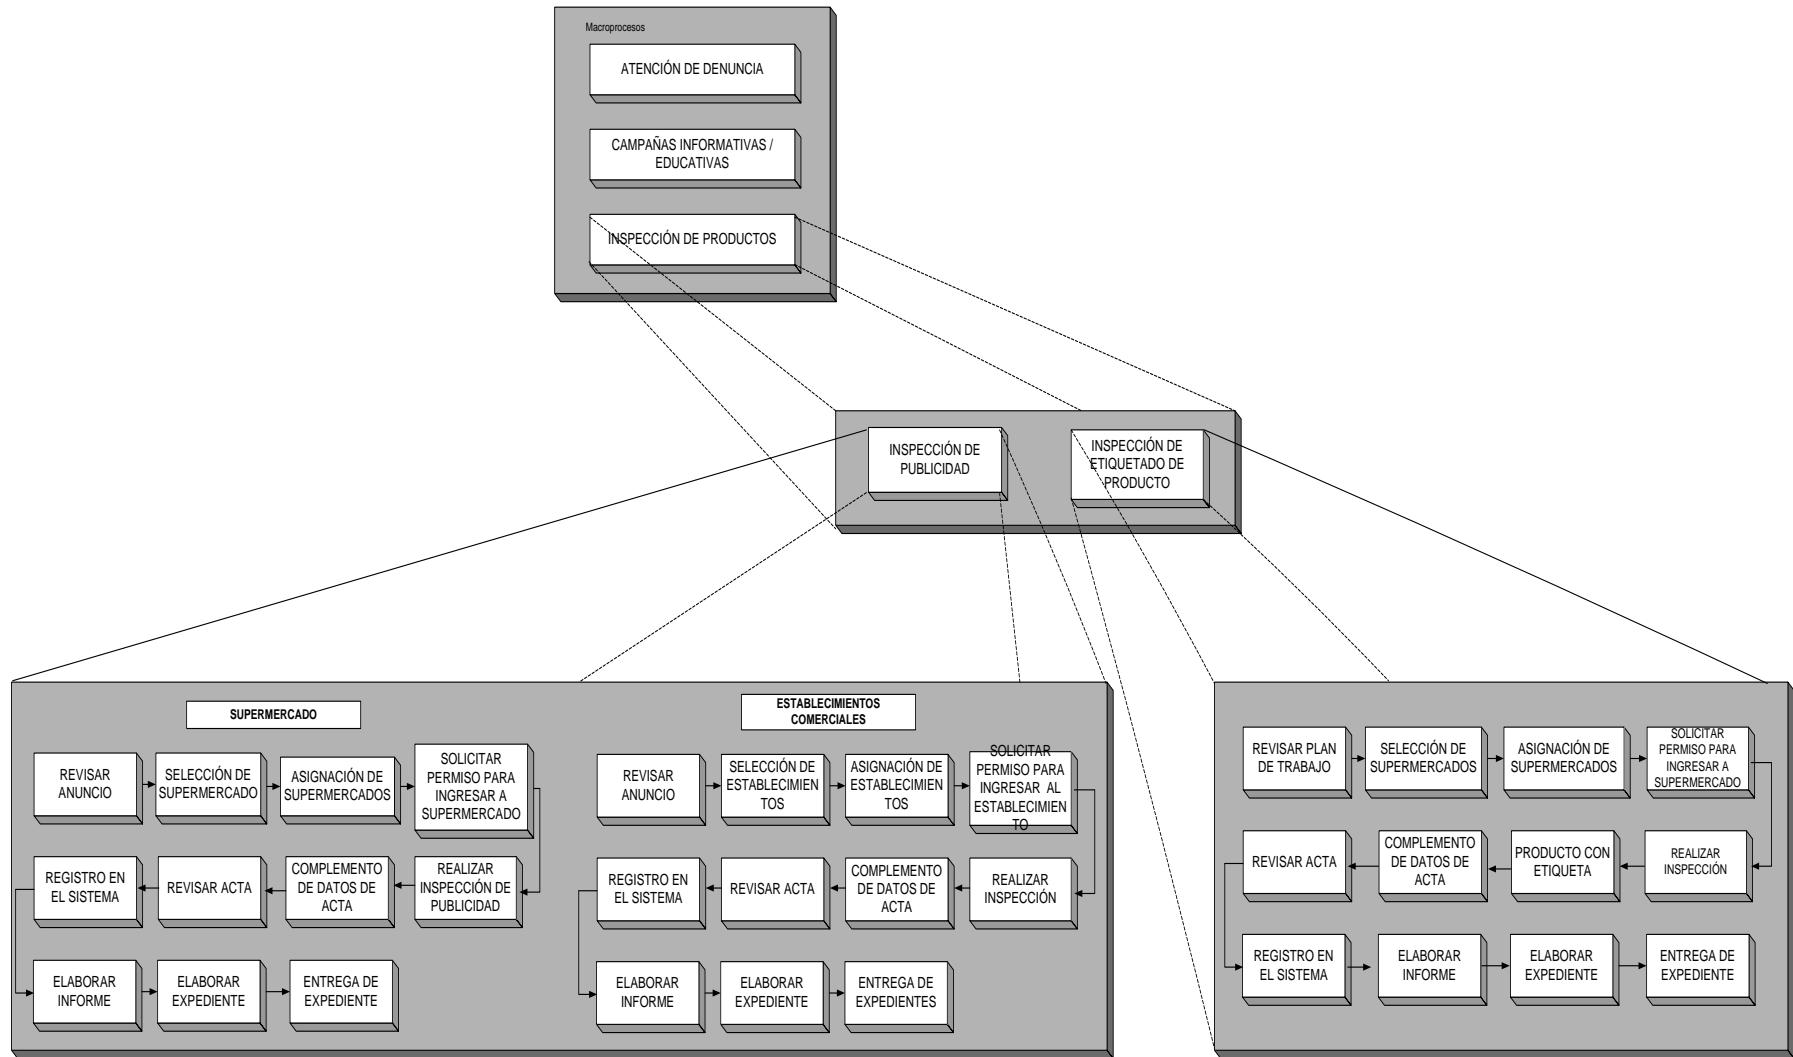 Macroprocesos
ATENCIÓN DE DENUNCIA
CAMPAÑAS INFORMATIVAS /
EDUCATIVAS
INSPECCIÓN DE PRODUCTOS
INSPECCIÓN DE
PUBLICIDAD
INSPECCIÓN DE
ETIQUETADO DE
PRODUCTO
SUPERMERCADO
REVISAR
ANUNCIO
SELECCIÓN DE
SUPERMERCADO
ASIGNACIÓN DE
SUPERMERCADOS
SOLICITAR
PERMISO PARA
INGRESAR A
SUPERMERCADO
REGISTRO EN
EL SISTEMA
REVISAR ACTA
COMPLEMENTO
DE DATOS DE
ACTA
REALIZAR
INSPECCIÓN DE
PUBLICIDAD
ELABORAR
INFORME
ELABORAR
EXPEDIENTE
ENTREGA DE
EXPEDIENTE
ESTABLECIMIENTOS
COMERCIALES
REVISAR
ANUNCIO
SELECCIÓN DE
ESTABLECIMIEN
TOS
ASIGNACIÓN DE
ESTABLECIMIEN
TOS
SOLICITAR
PERMISO PARA
INGRESAR AL
ESTABLECIMIEN
TO
REGISTRO EN
EL SISTEMA
REVISAR ACTA
COMPLEMENTO
DE DATOS DE
ACTA
REALIZAR
INSPECCIÓN
ELABORAR
INFORME
ELABORAR
EXPEDIENTE
ENTREGA DE
EXPEDIENTES
REVISAR PLAN
DE TRABAJO
SELECCIÓN DE
SUPERMERCADOS
ASIGNACIÓN DE
SUPERMERCADOS
SOLICITAR
PERMISO PARA
INGRESAR A
SUPERMERCADO
REVISAR ACTA
COMPLEMENTO
DE DATOS DE
ACTA
PRODUCTO CON
ETIQUETA
REALIZAR
INSPECCIÓN
REGISTRO EN
EL SISTEMA
ELABORAR
INFORME
ELABORAR
EXPEDIENTE
ENTREGA DE
EXPEDIENTE